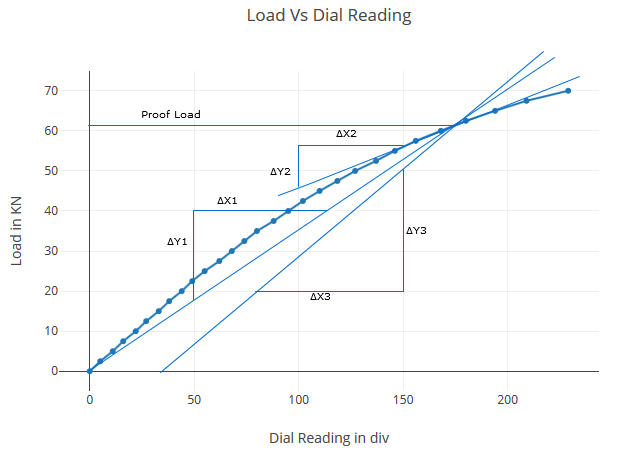 Load Vs Dial Reading
70
Proof Load
60
ΔX2
50
ΔY2
ΔX1
40
ΔY1
ΔY3
30
20
ΔX3
10
0
Load in KN
0 50 100 150 200
Dial Reading in div